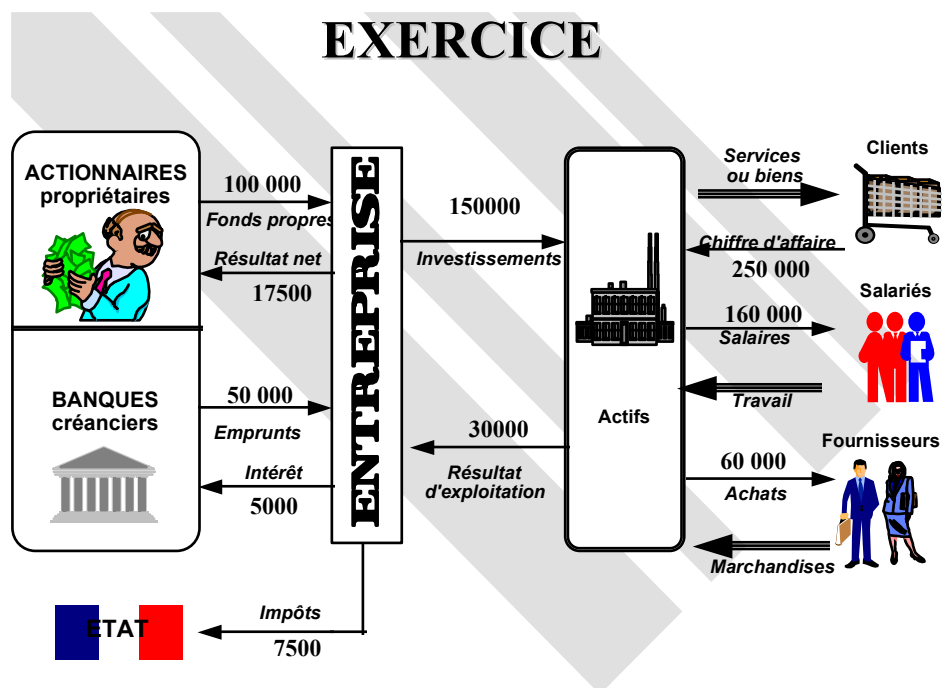 EXERCICE
ACTIONNAIRES
propriétaires
100 000
Fonds propres
Résultat net
17500
BANQUES
créanciers
50 000
Emprunts
Intérêt
5000
ENTREPRISE
150000
Investissements
30000
Résultat
d'exploitation
Actifs
Services
ou biens
Clients
Chiffre d'affaire
250 000
Salariés
160 000
Salaires
Travail
Fournisseurs
60 000
Achats
Marchandises
ETAT
Impôts
7500